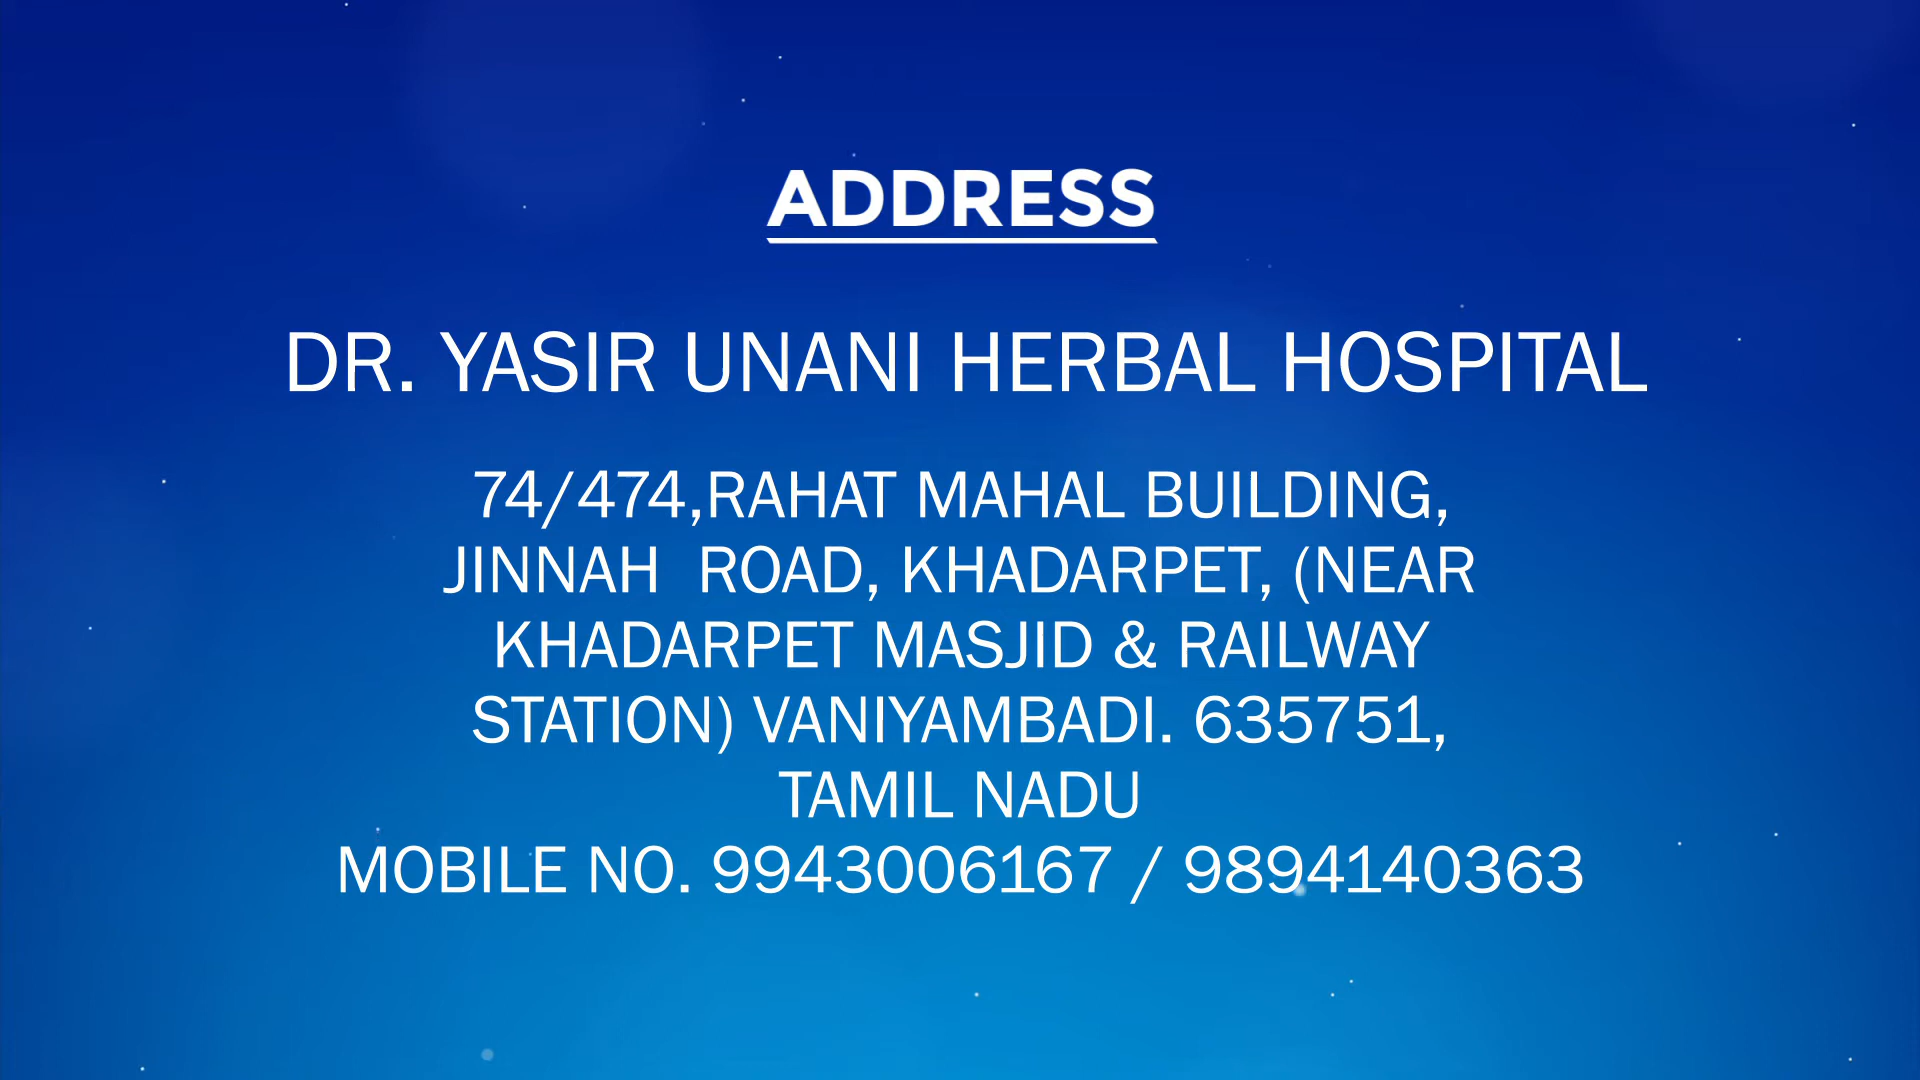 ADDRESS
DR. YASIR UNANI HERBAL HOSPITAL
74/474,RAHAT MAHAL BUILDING,
JINNAH  ROAD, KHADARPET, (NEAR
KHADARPET MASJID & RAILWAY
STATION) VANIYAMBADI. 635751,
TAMIL NADU
MOBILE NO. 9943006167 / 9894140363